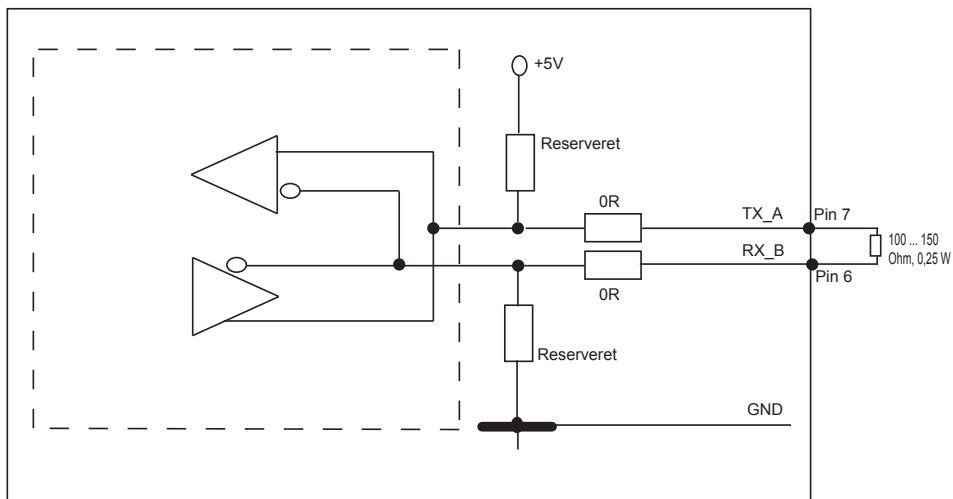 +5V
Reserveret
0R
TX_A
Pin 7
100 ... 150
Ohm, 0,25 W
RX_B
Pin 6
0R
Reserveret
GND